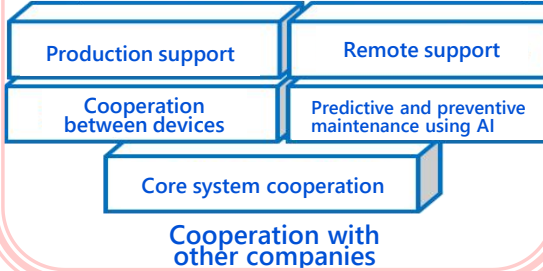 Production support
Remote support
Cooperation
between devices
Predictive and preventive
maintenance using AI
Core system cooperation
Cooperation with
other companies